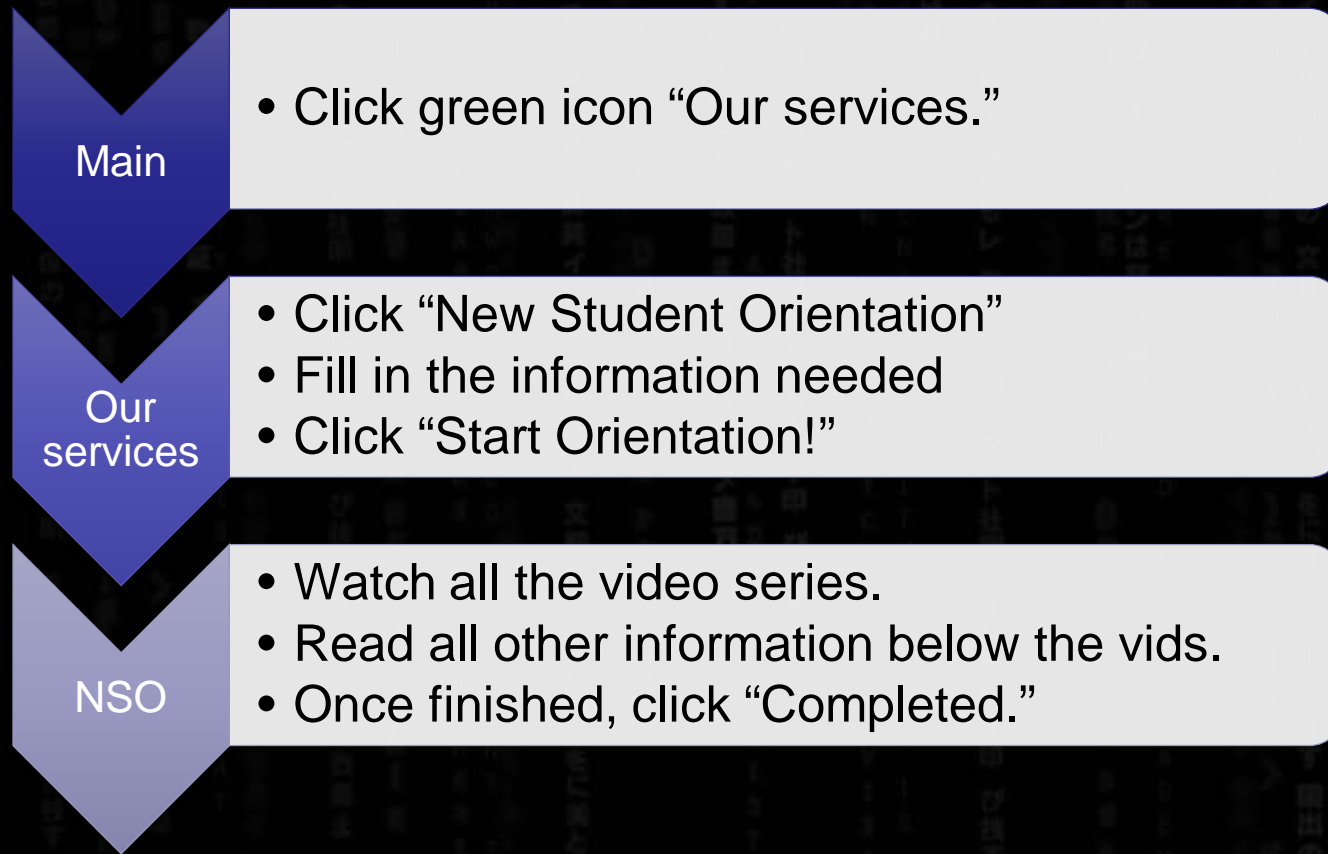 Main
• Click green icon “Our services.”
Our
services
• Click “New Student Orientation”
• Fill in the information needed
• Click “Start Orientation!”
NSO
• Watch all the video series.
• Read all other information below the vids.
• Once finished, click “Completed.”